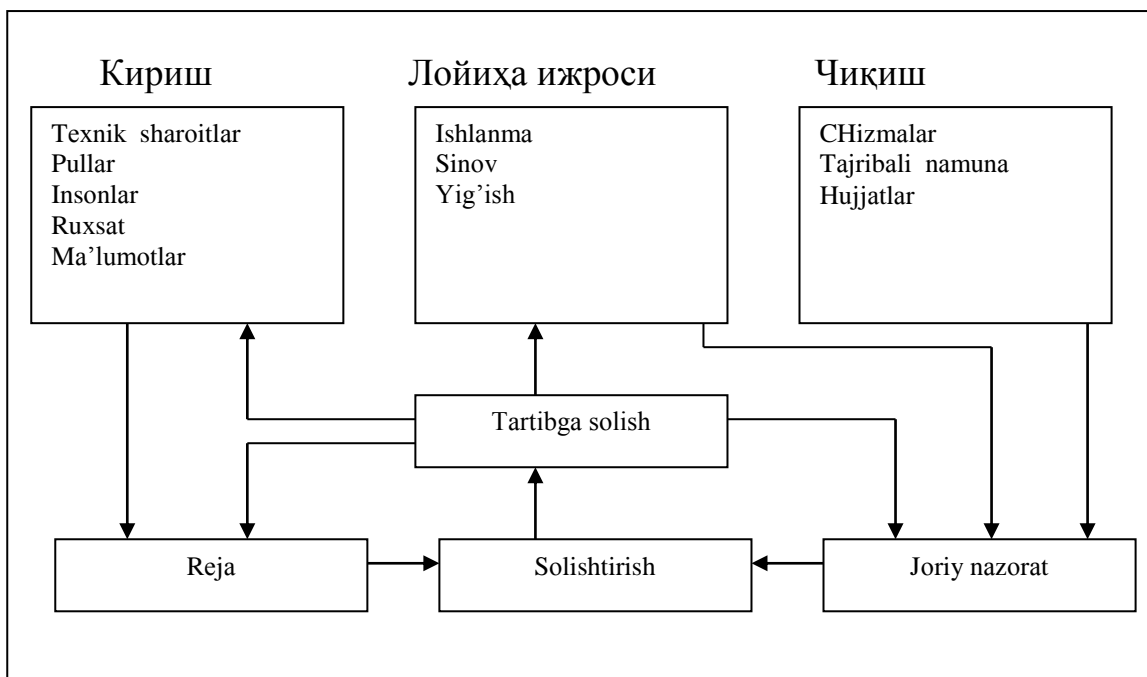 Кириш
Лойиҳа ижроси
Чиқиш
Texnik sharoitlar
Pullar
Insonlar
Ruxsat
Ma’lumotlar
Ishlanma
Sinov
Yig’ish
CHizmalar
Tajribali namuna
Hujjatlar
Tartibga solish
Reja
Solishtirish
Joriy nazorat